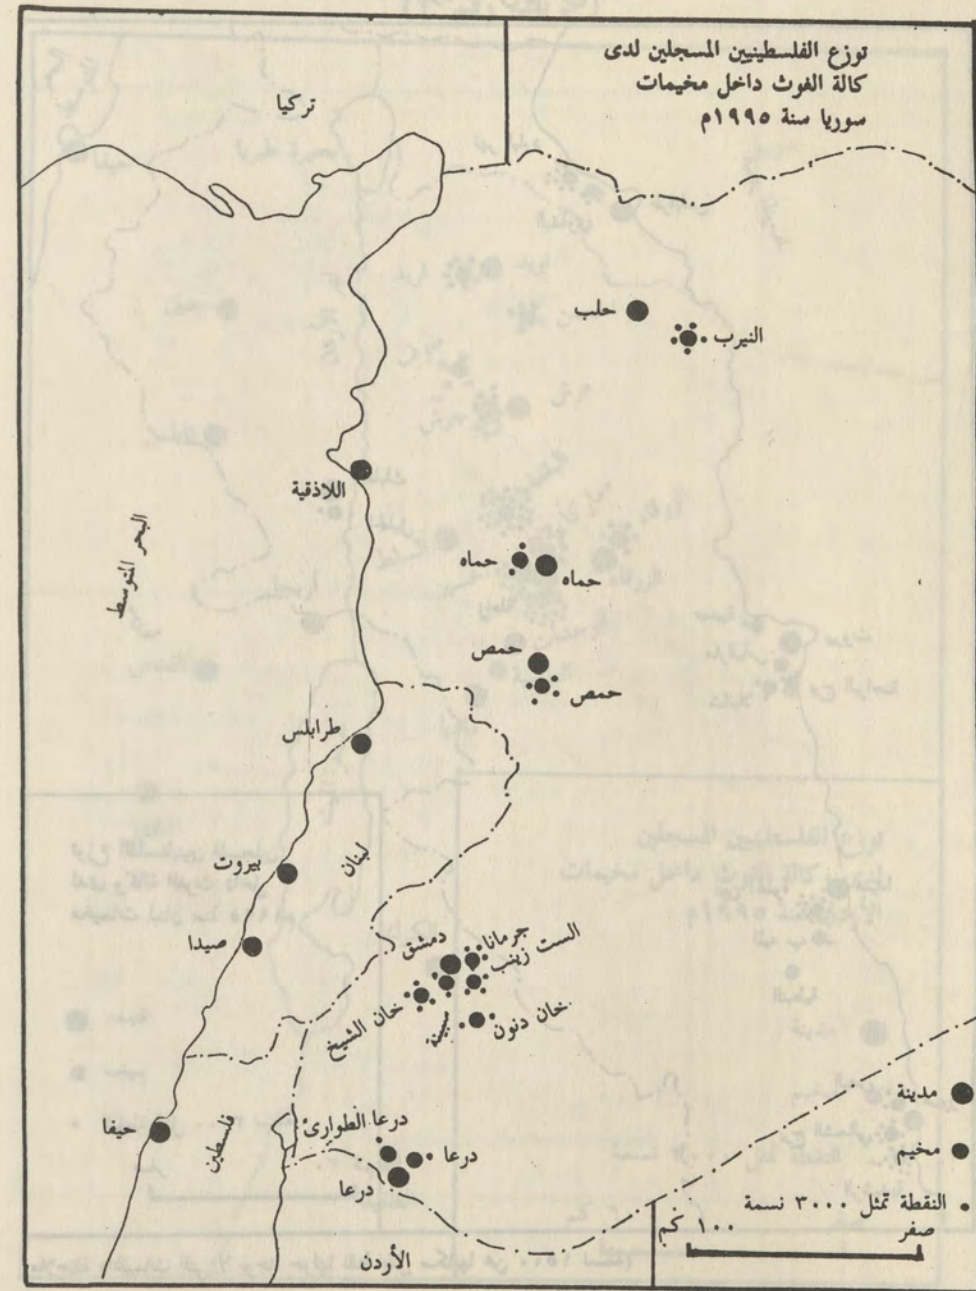 توزع الفلسطينيين المسجلين لدى
كالة الغوث داخل مخيمات
سوريا سنة ١٩٩٥م
تركيا
حلب
النيرب
اللاذقية
البحر المتوسط
حماه
حماه
حمص
حمص
طرابلس
لبنان
بيروت
صيدا
دمشق
جرمانا
الست زينب
خان الشيخ
سبينة
خان دنون
حيفا
فلسطين
درعا الطوارئ
درعا
درعا
الأردن
مدينة
مخيم
النقطة تمثل ٣٠٠٠ نسمة
صفر ١٠٠ كم